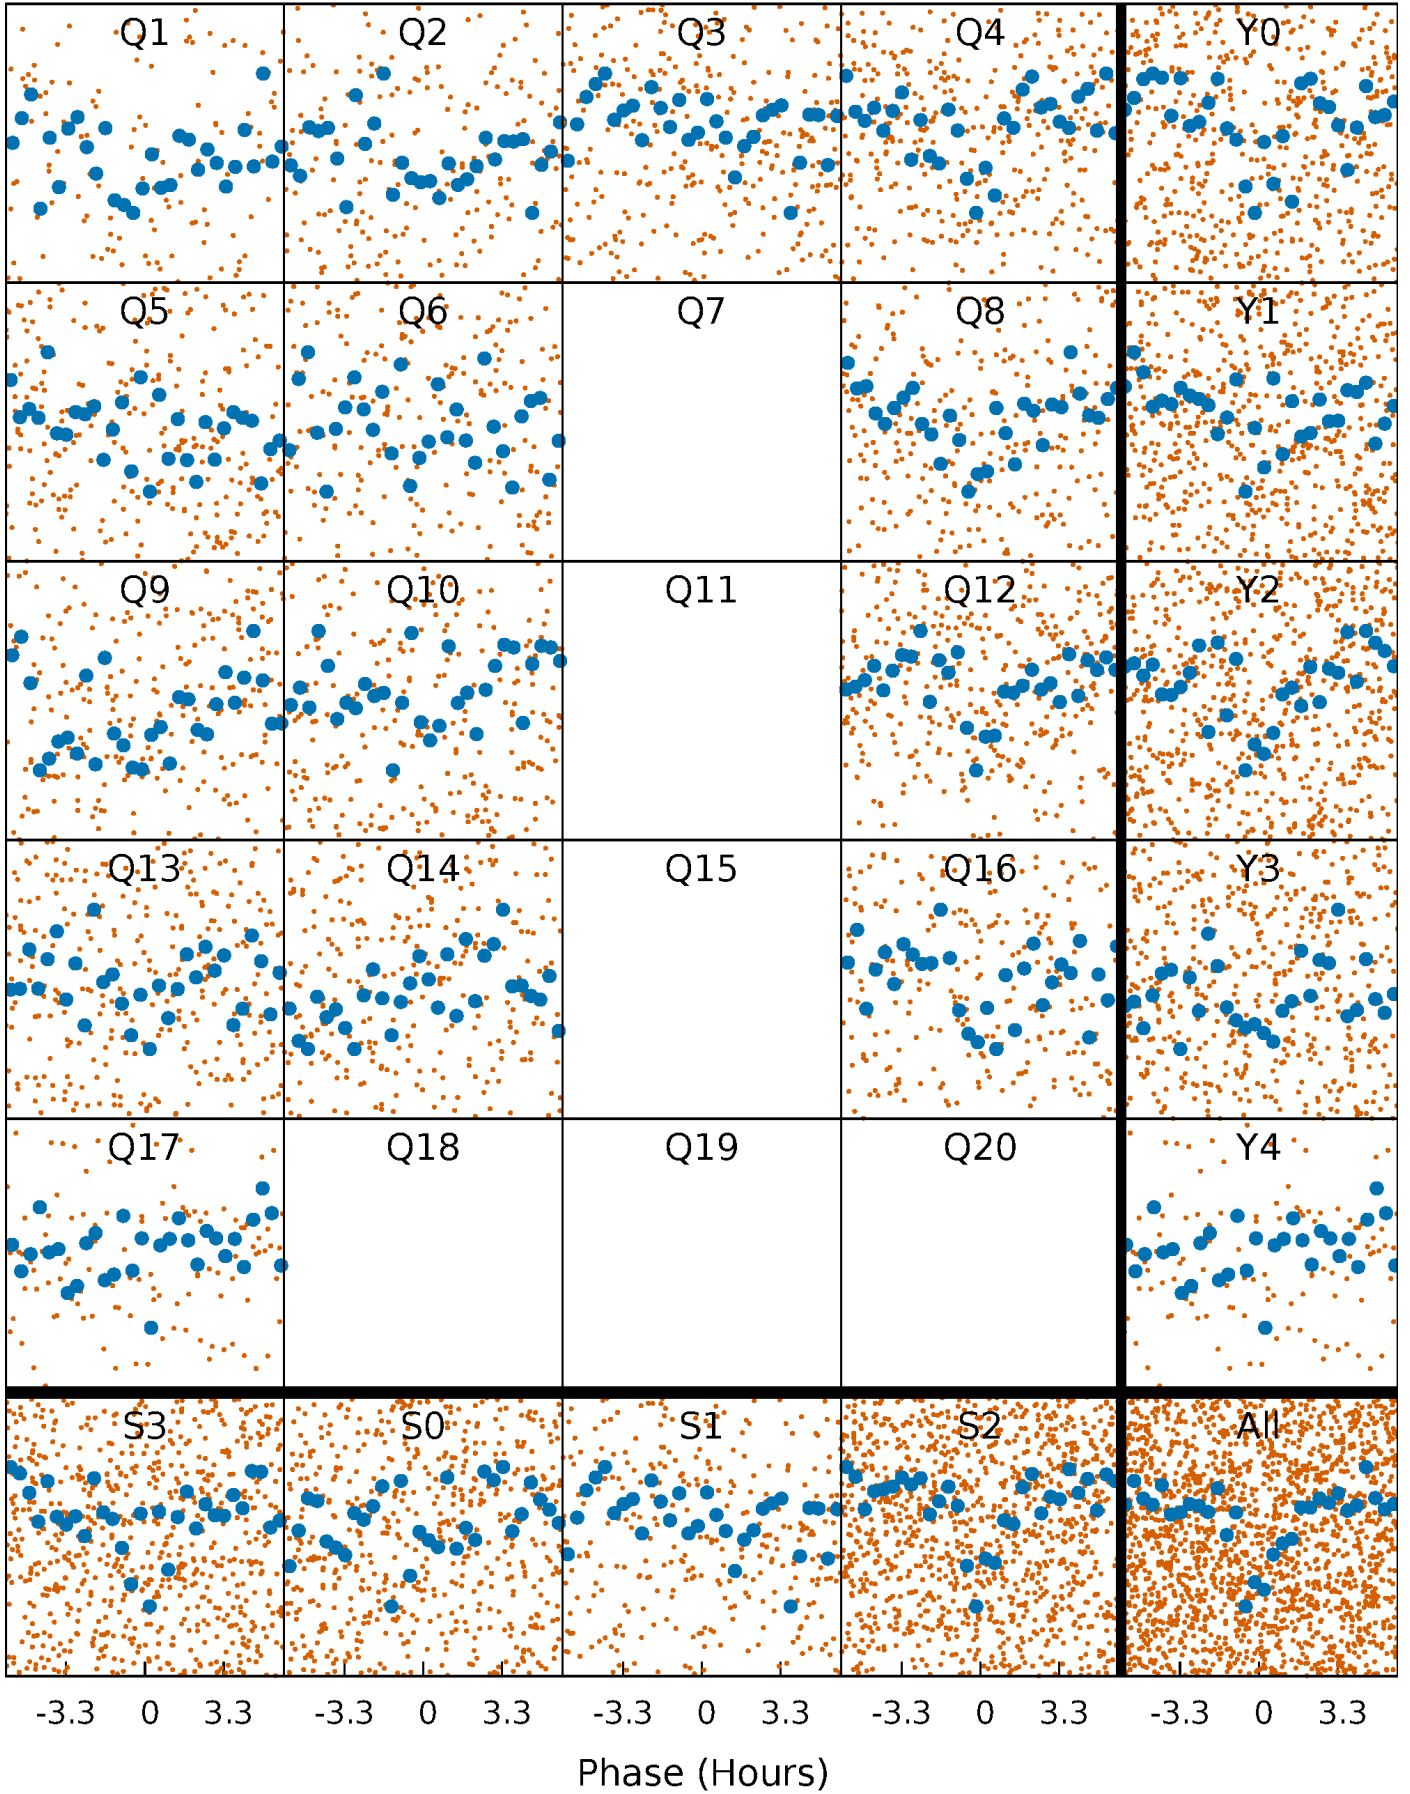 Q1 Q2 Q3 Q4 Y0
Q5 Q6 Q7 Q8 Y1
Q9 Q10 Q11 Q12 Y2
Q13 Q14 Q15 Q16 Y3
Q17 Q18 Q19 Q20 Y4
S3 S0 S1 S2 All
-3.3 0 3.3 -3.3 0 3.3 -3.3 0 3.3 -3.3 0 3.3 -3.3 0 3.3
Phase (Hours)